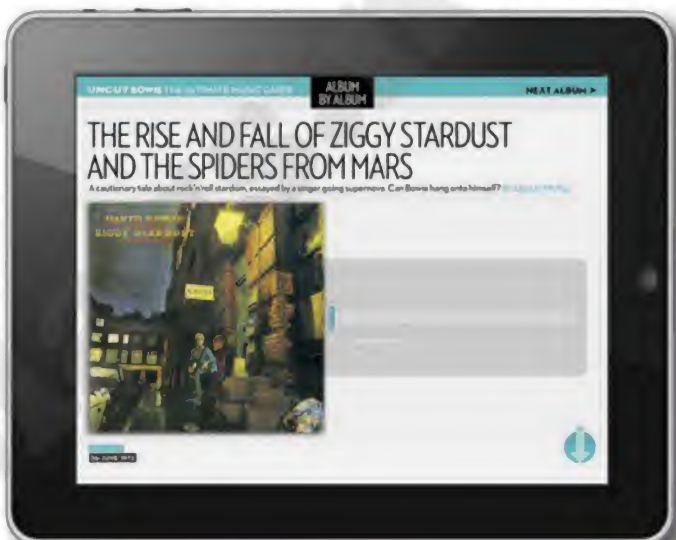 UNCUT BOWIE THE ULTIMATE MUSIC GUIDE
ALBUM
BY ALBUM
NEXT ALBUM >
THE RISE AND FALL OF ZIGGY STARDUST
AND THE SPIDERS FROM MARS
A cautionary tale about rock'n'roll stardom, essayed by a singer going supernova. Can Bowie hang onto himself?
DAVID BOWIE
ZIGGY STARDUST
JUNE 1972